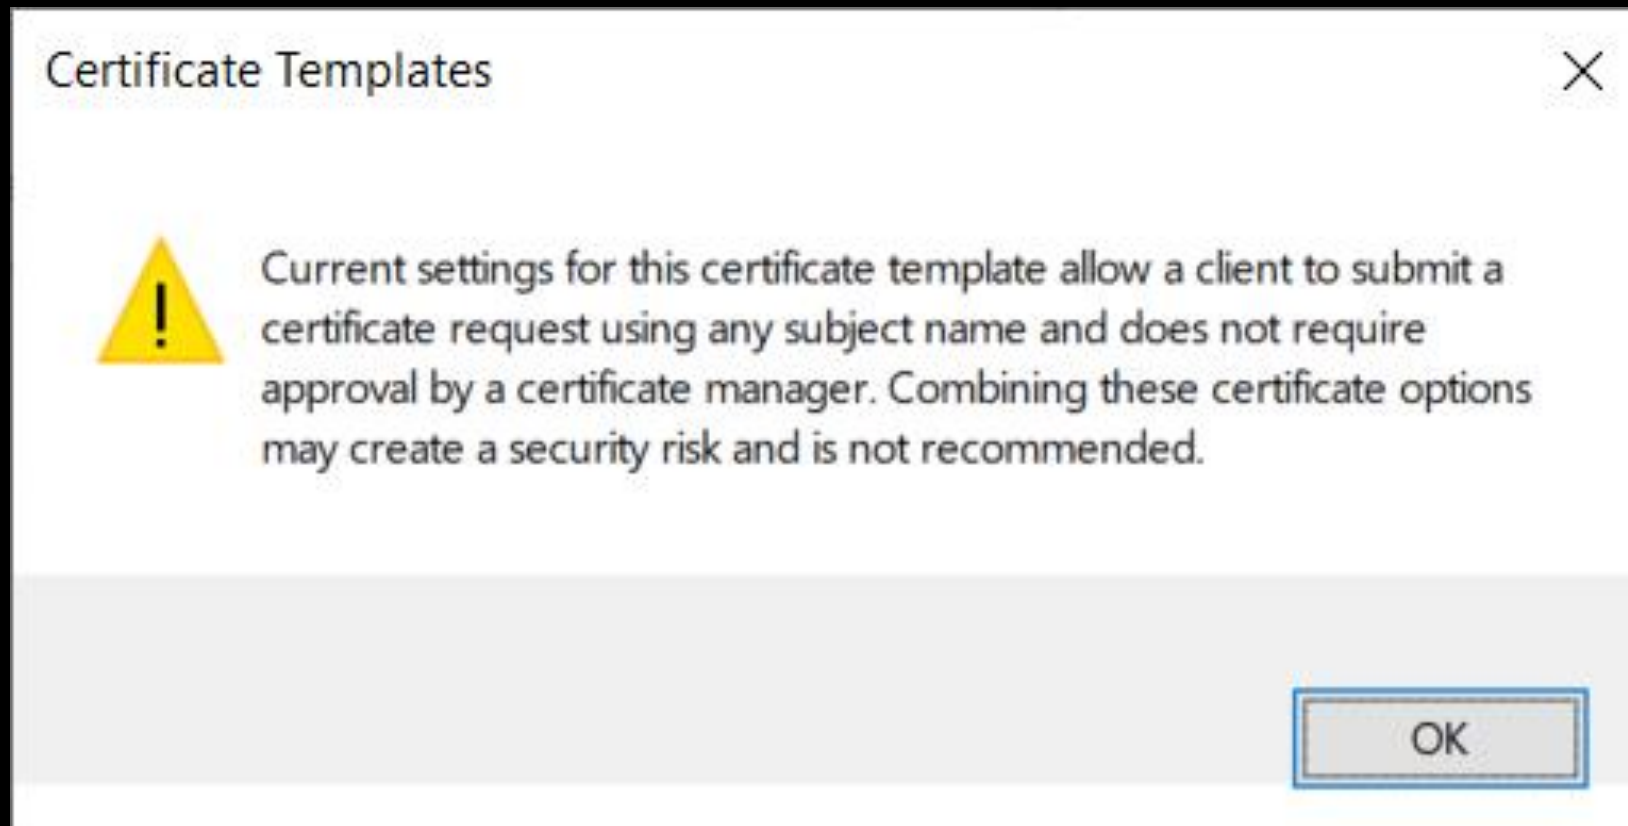 Certificate Templates
Current settings for this certificate template allow a client to submit a
certificate request using any subject name and does not require
approval by a certificate manager. Combining these certificate options
may create a security risk and is not recommended.
OK